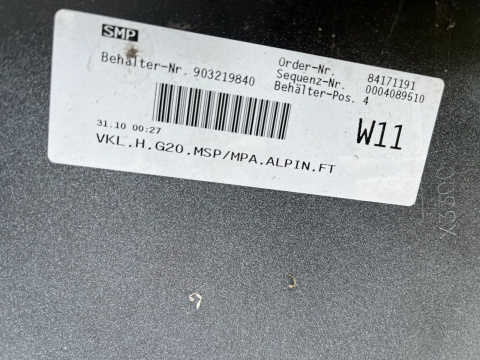 SMP
Behälter-Nr. 903219840
Order-Nr. 84171191
Sequenz-Nr. 0004089510
Behälter-Pos. 4
31.10 00:27
W11
VKL.H.G20.MSP/MPA.ALPIN.FT